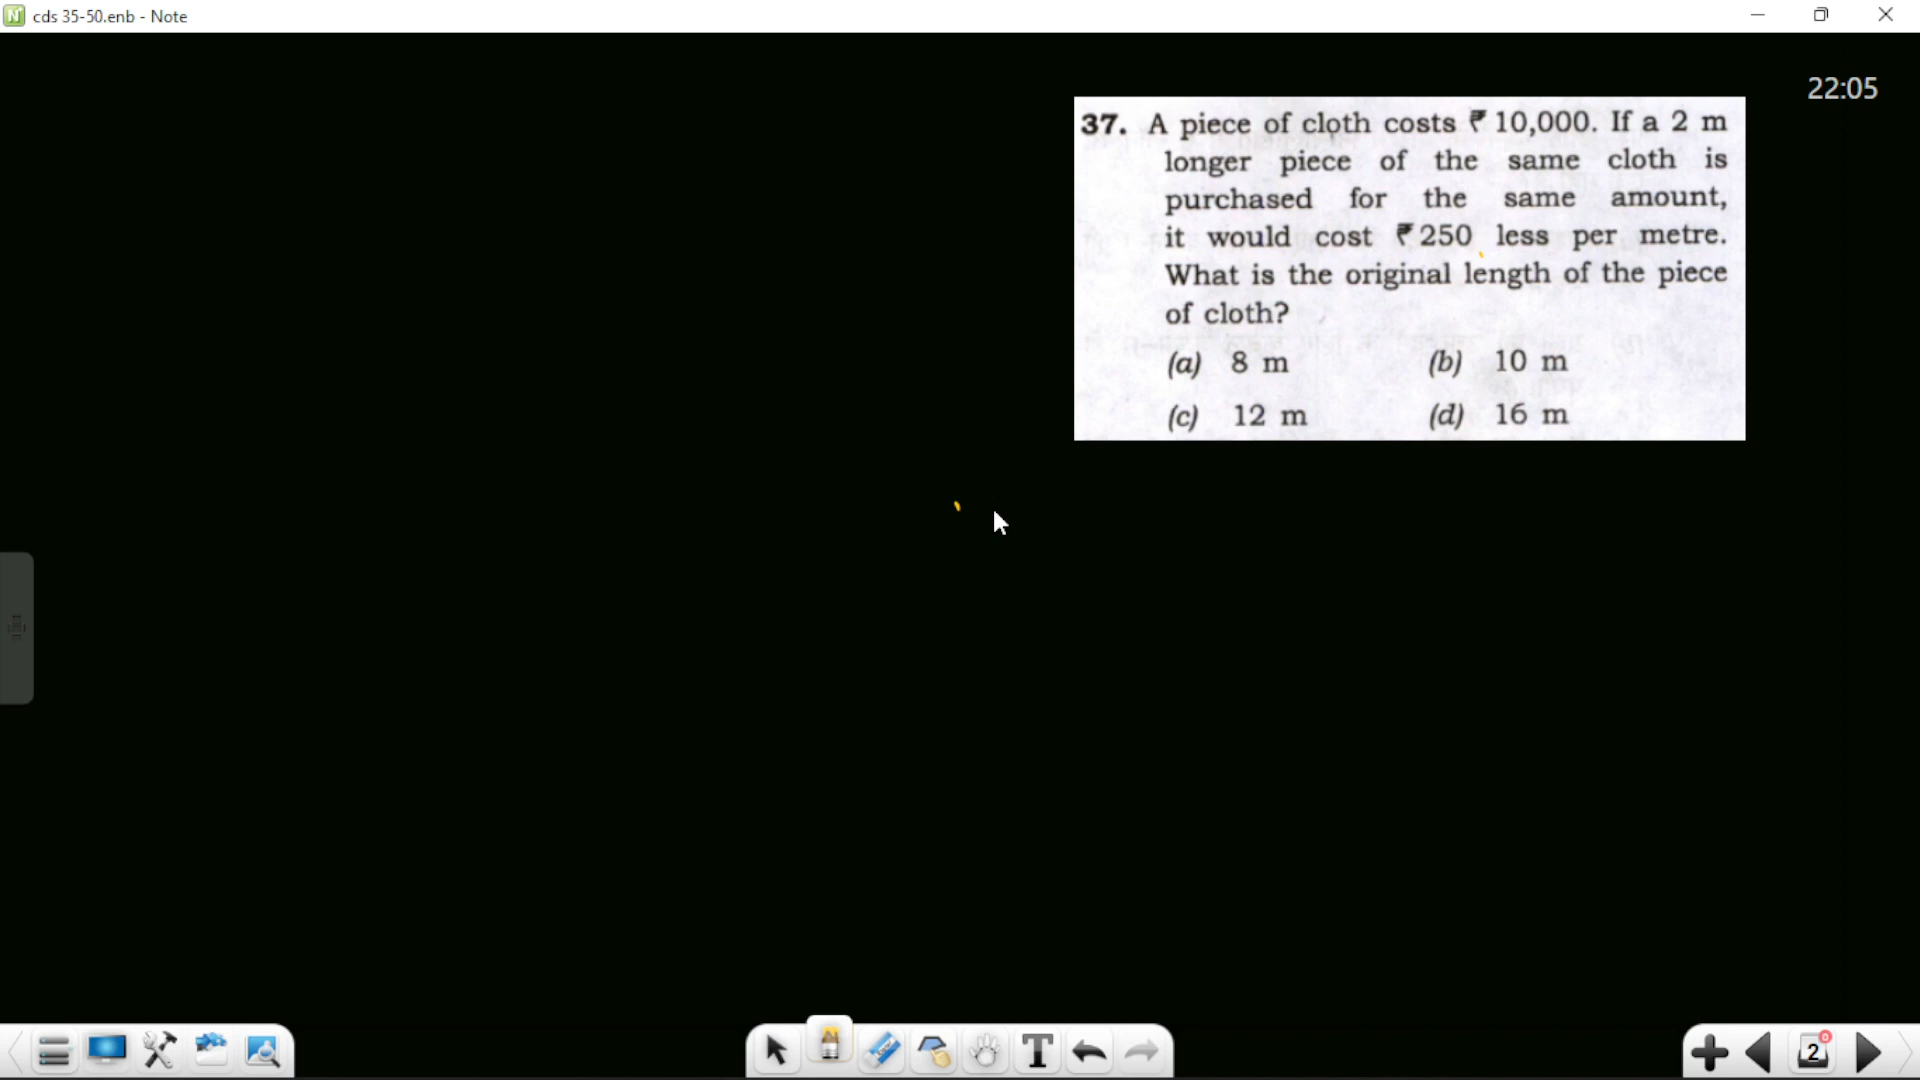 cds 35-50.enb - Note
22:05
37. A piece of cloth costs ₹ 10,000. If a 2 m
longer piece of the same cloth is
purchased for the same amount,
it would cost ₹ 250 less per metre.
What is the original length of the piece
of cloth?
(a) 8 m (b) 10 m
(c) 12 m (d) 16 m
T
2
0